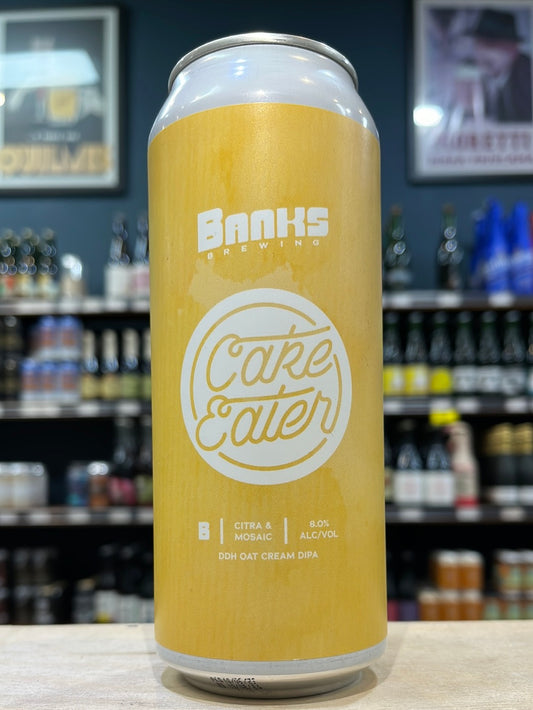 BANKS
BREWING
Cake
Eater
B
CITRA &
MOSAIC
8.0%
ALC/VOL
DDH OAT CREAM DIPA